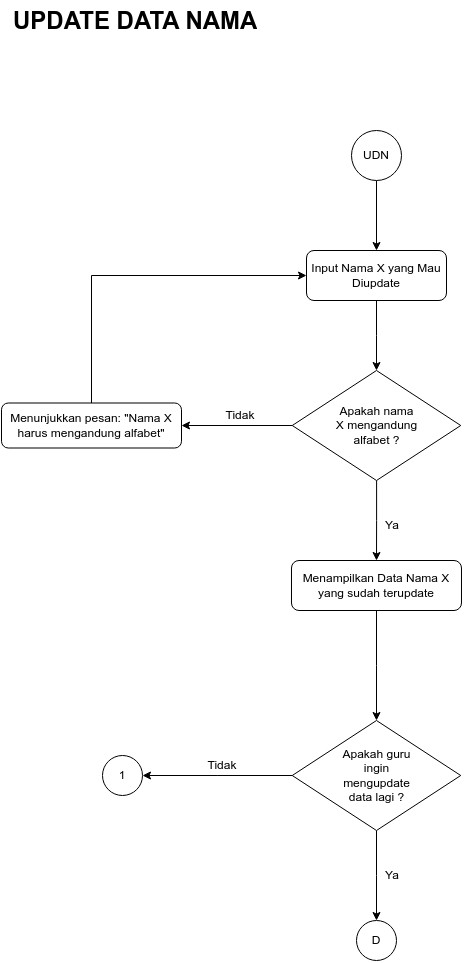 UPDATE DATA NAMA
UDN
Input Nama X yang Mau
Diupdate
Apakah nama
X mengandung
alfabet ?
Tidak
Menunjukkan pesan: "Nama X
harus mengandung alfabet"
Ya
Menampilkan Data Nama X
yang sudah terupdate
Apakah guru
ingin
mengupdate
data lagi ?
Tidak
1
Ya
D